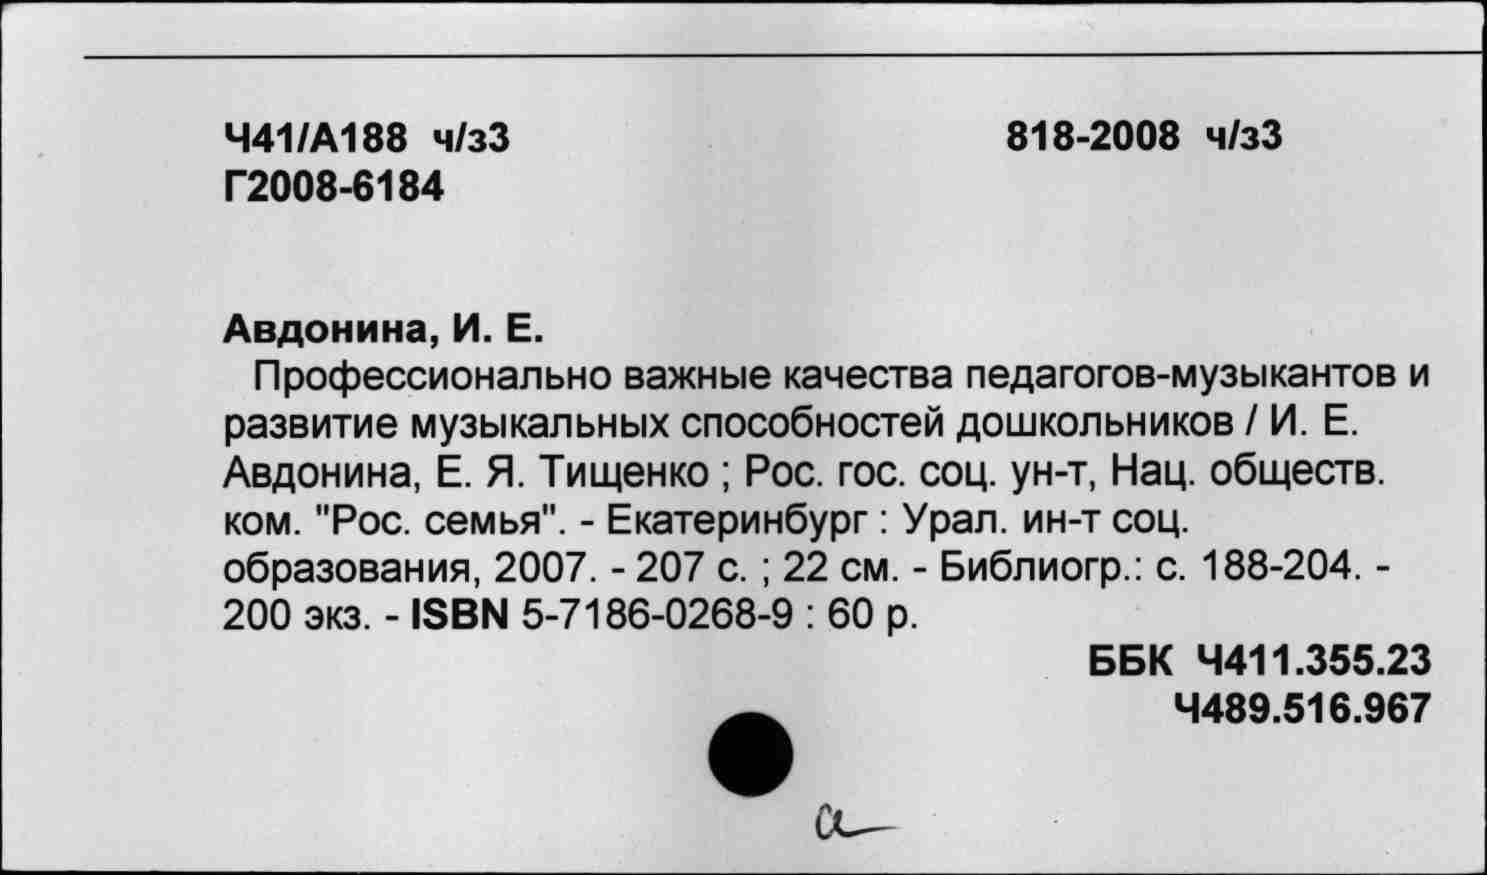 Ч41/А188 ч/з3 818-2008 ч/з3
Г2008-6184
Авдонина, И. Е.
Профессионально важные качества педагогов-музыкантов и
развитие музыкальных способностей дошкольников / И. Е.
Авдонина, Е. Я. Тищенко ; Рос. гос. соц. ун-т, Нац. обществ.
ком. "Рос. семья". - Екатеринбург : Урал. ин-т соц.
образования, 2007. - 207 с. ; 22 см. - Библиогр.: с. 188-204. -
200 экз. - ISBN 5-7186-0268-9 : 60 р.
ББК Ч411.355.23
Ч489.516.967
а